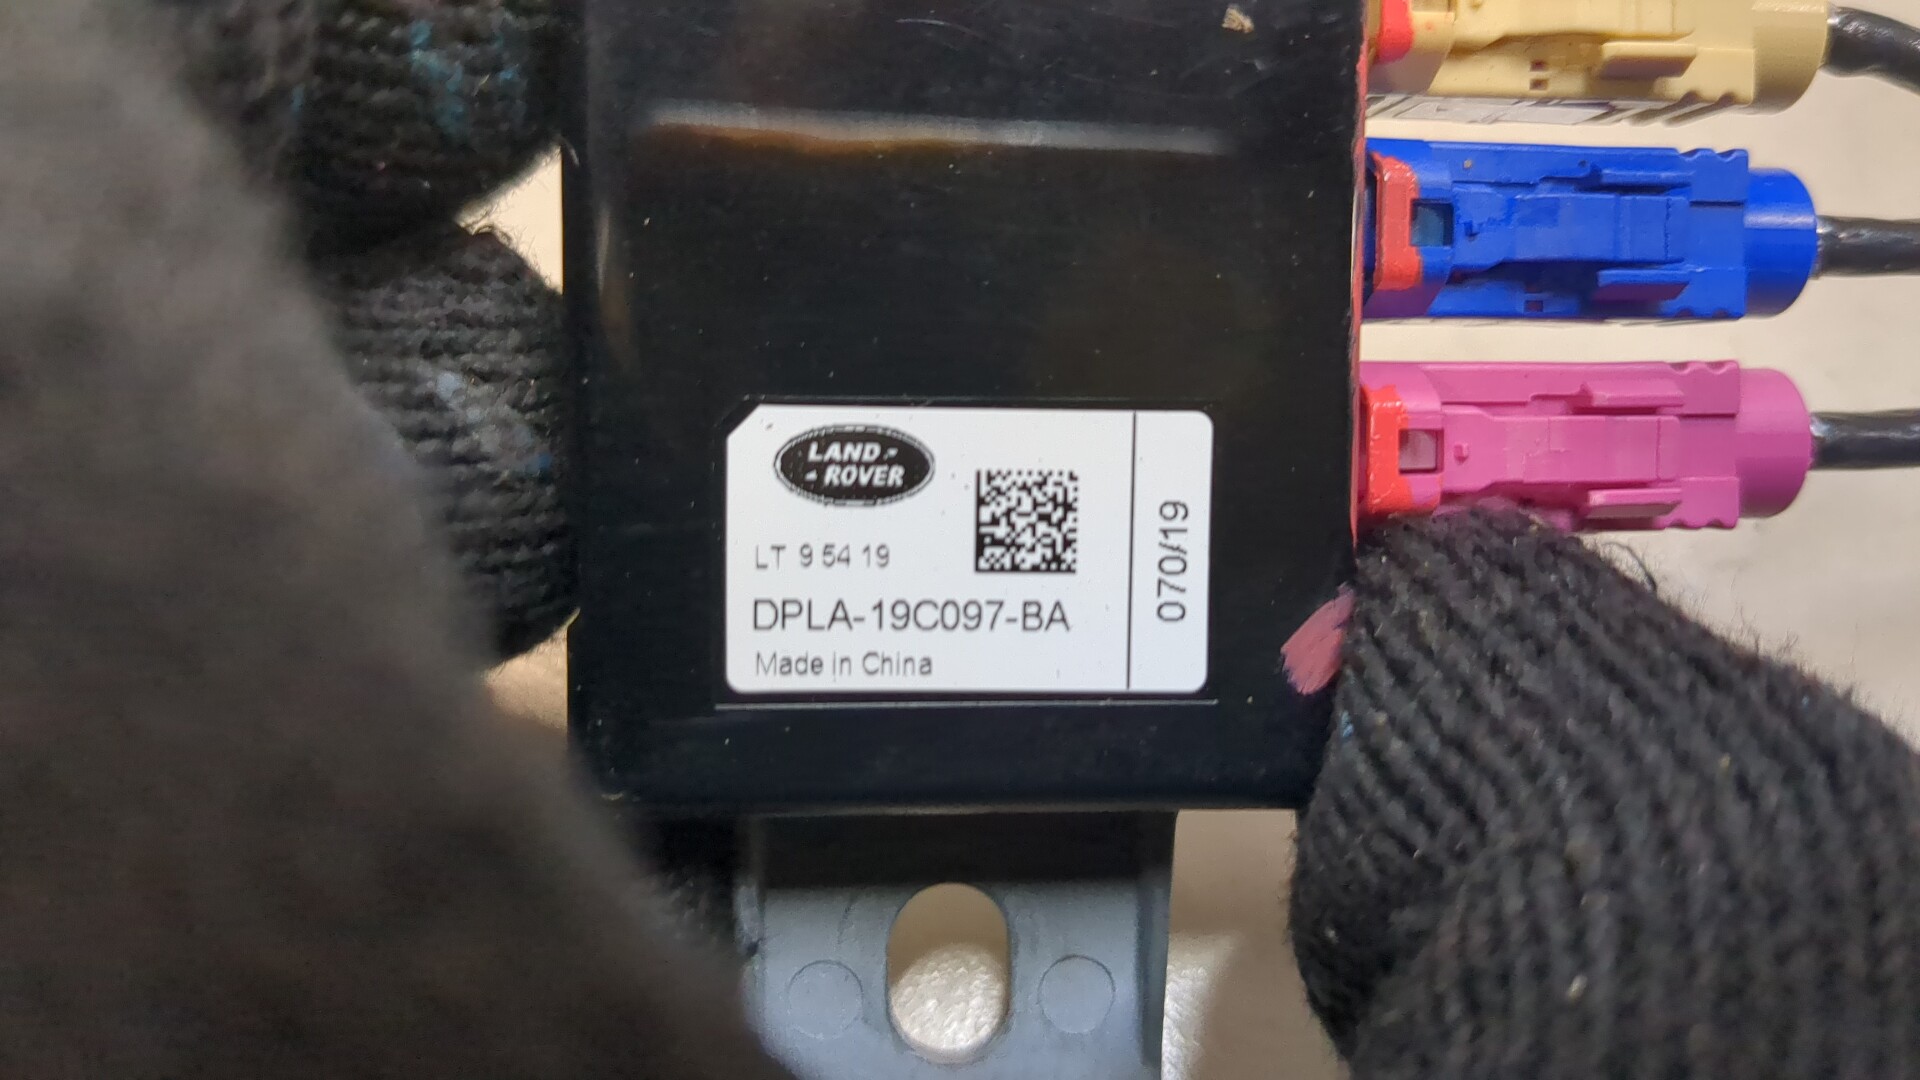 LAND
ROVER
LT 9 54 19
DPLA-19C097-BA
Made in China
070/19